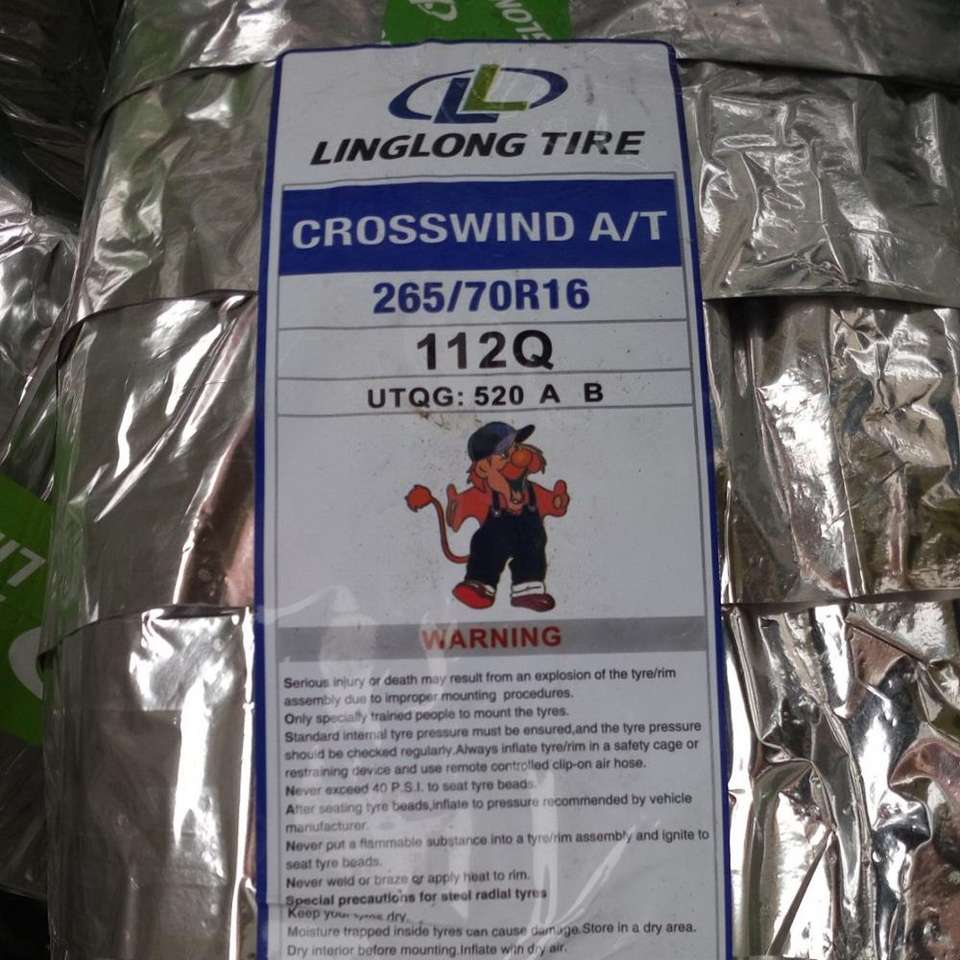 LINGLONG TIRE
CROSSWIND A/T
265/70R16
112Q
UTQG: 520 A B
WARNING
Serious injury or death may result from an explosion of the tyre/rim
assembly due to improper mounting procedures.
Only specially trained people to mount the tyres.
Standard internal tyre pressure must be ensured,and the tyre pressure
should be checked regularly.Always inflate tyre/rim in a safety cage or
restraining device and use remote controlled clip-on air hose.
Never exceed 40 P.S.I. to seat tyre beads.
After seating tyre beads,inflate to pressure recommended by vehicle
manufacturer.
Never put a flammable substance into a tyre/rim assembly and ignite to
seat tyre beads.
Never weld or braze or apply heat to rim.
Special precautions for steel radial tyres
Keep your tyres dry.
Moisture trapped inside tyres can cause damage.Store in a dry area.
Dry interior before mounting.Inflate with dry air.